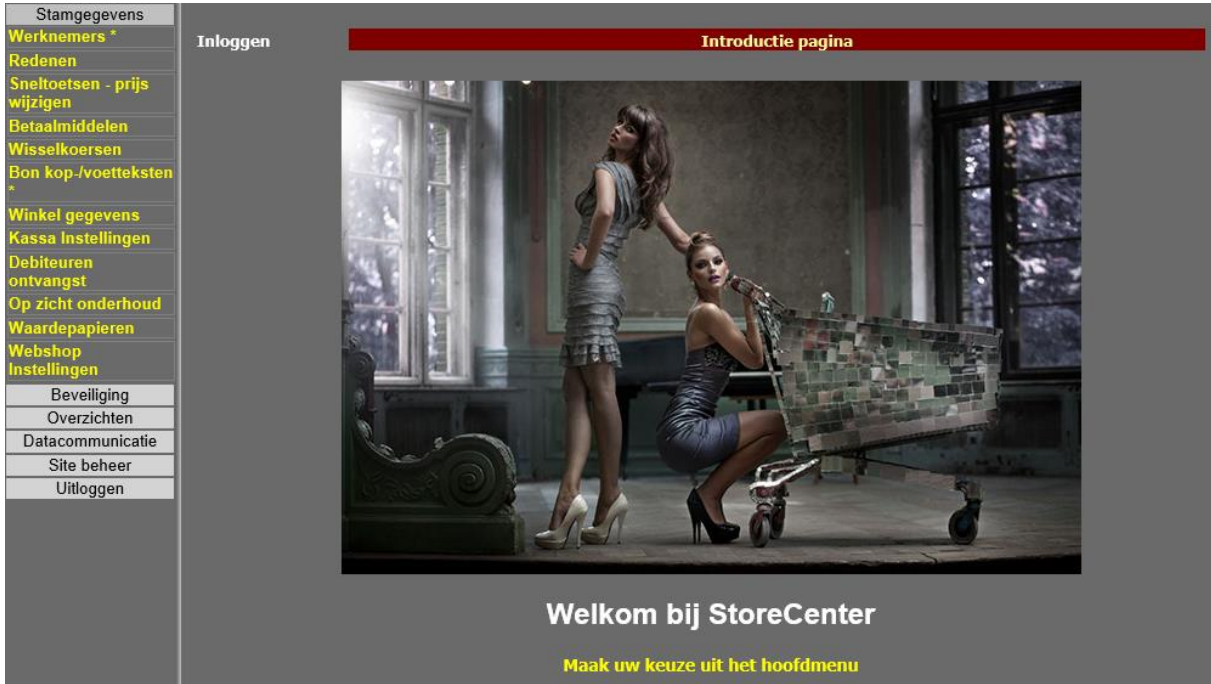 Stamgegevens
Werknemers *
Redenen
Sneltoetsen - prijs
wijzigen
Betaalmiddelen
Wisselkoersen
Bon kop-/voetteksten
*
Winkel gegevens
Kassa Instellingen
Debiteuren
ontvangst
Op zicht onderhoud
Waardepapieren
Webshop
Instellingen
Beveiliging
Overzichten
Datacommunicatie
Site beheer
Uitloggen
Inloggen
Introductie pagina
Welkom bij StoreCenter
Maak uw keuze uit het hoofdmenu